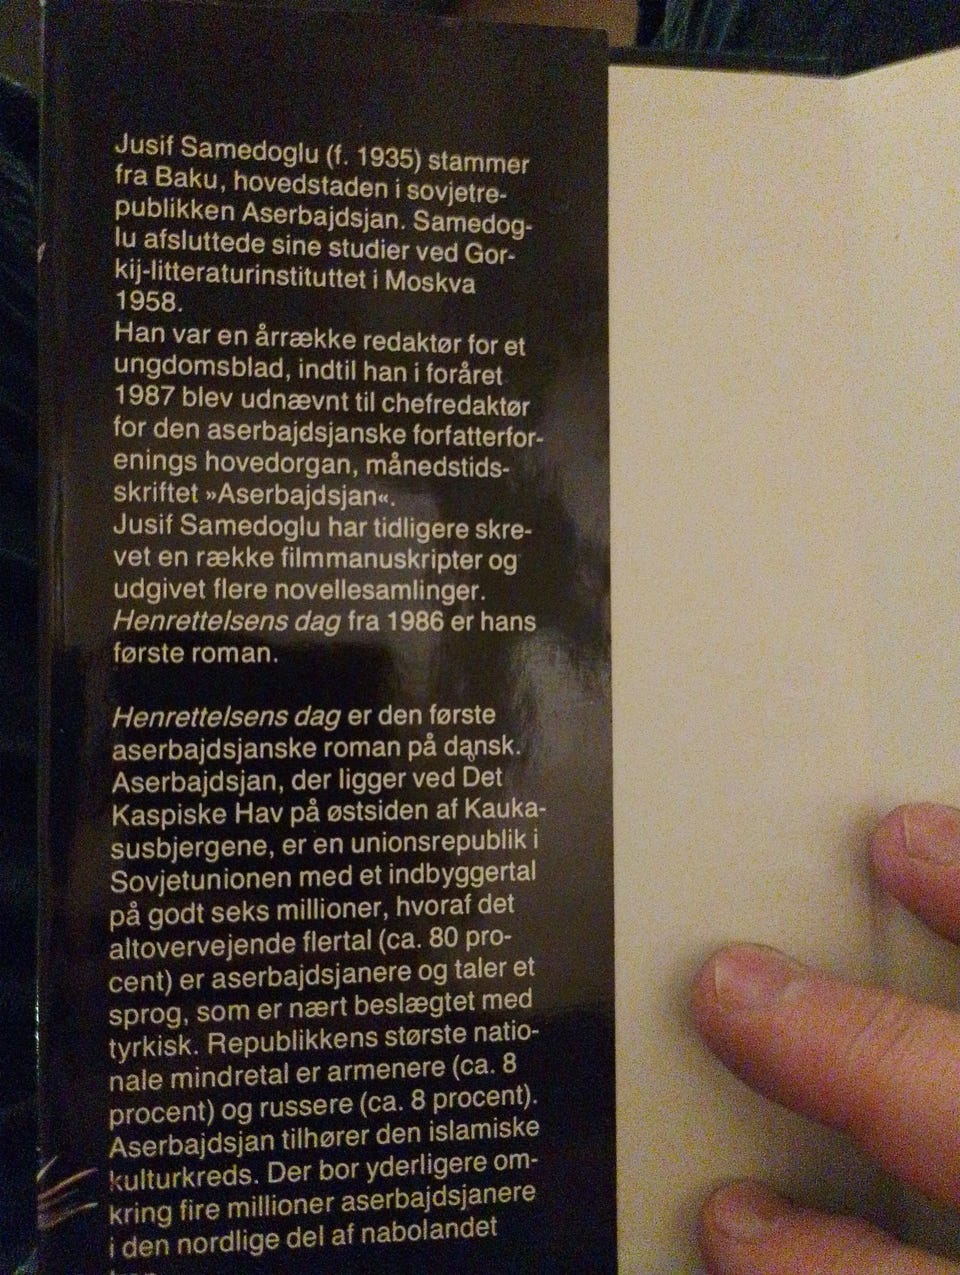 Jusif Samedoglu (f. 1935) stammer
fra Baku, hovedstaden i sovjetre-
publikken Aserbajdsjan. Samedog-
lu afsluttede sine studier ved Gor-
kij-litteraturinstituttet i Moskva
1958.
Han var en årrække redaktør for et
ungdomsblad, indtil han i foråret
1987 blev udnævnt til chefredaktør
for den aserbajdsjanske forfatterfor-
enings hovedorgan, månedstids-
skriftet »Aserbajdsjan«.
Jusif Samedoglu har tidligere skre-
vet en række filmmanuskripter og
udgivet flere novellesamlinger.
Henrettelsens dag fra 1986 er hans
første roman.
Henrettelsens dag er den første
aserbajdsjanske roman på dansk.
Aserbajdsjan, der ligger ved Det
Kaspiske Hav på østsiden af Kauka-
susbjergene, er en unionsrepublik i
Sovjetunionen med et indbyggertal
på godt seks millioner, hvoraf det
altovervejende flertal (ca. 80 pro-
cent) er aserbajdsjanere og taler et
sprog, som er nært beslægtet med
tyrkisk. Republikkens største natio-
nale mindretal er armenere (ca. 8
procent) og russere (ca. 8 procent).
Aserbajdsjan tilhører den islamiske
kulturkreds. Der bor yderligere om-
kring fire millioner aserbajdsjanere
i den nordlige del af nabolandet